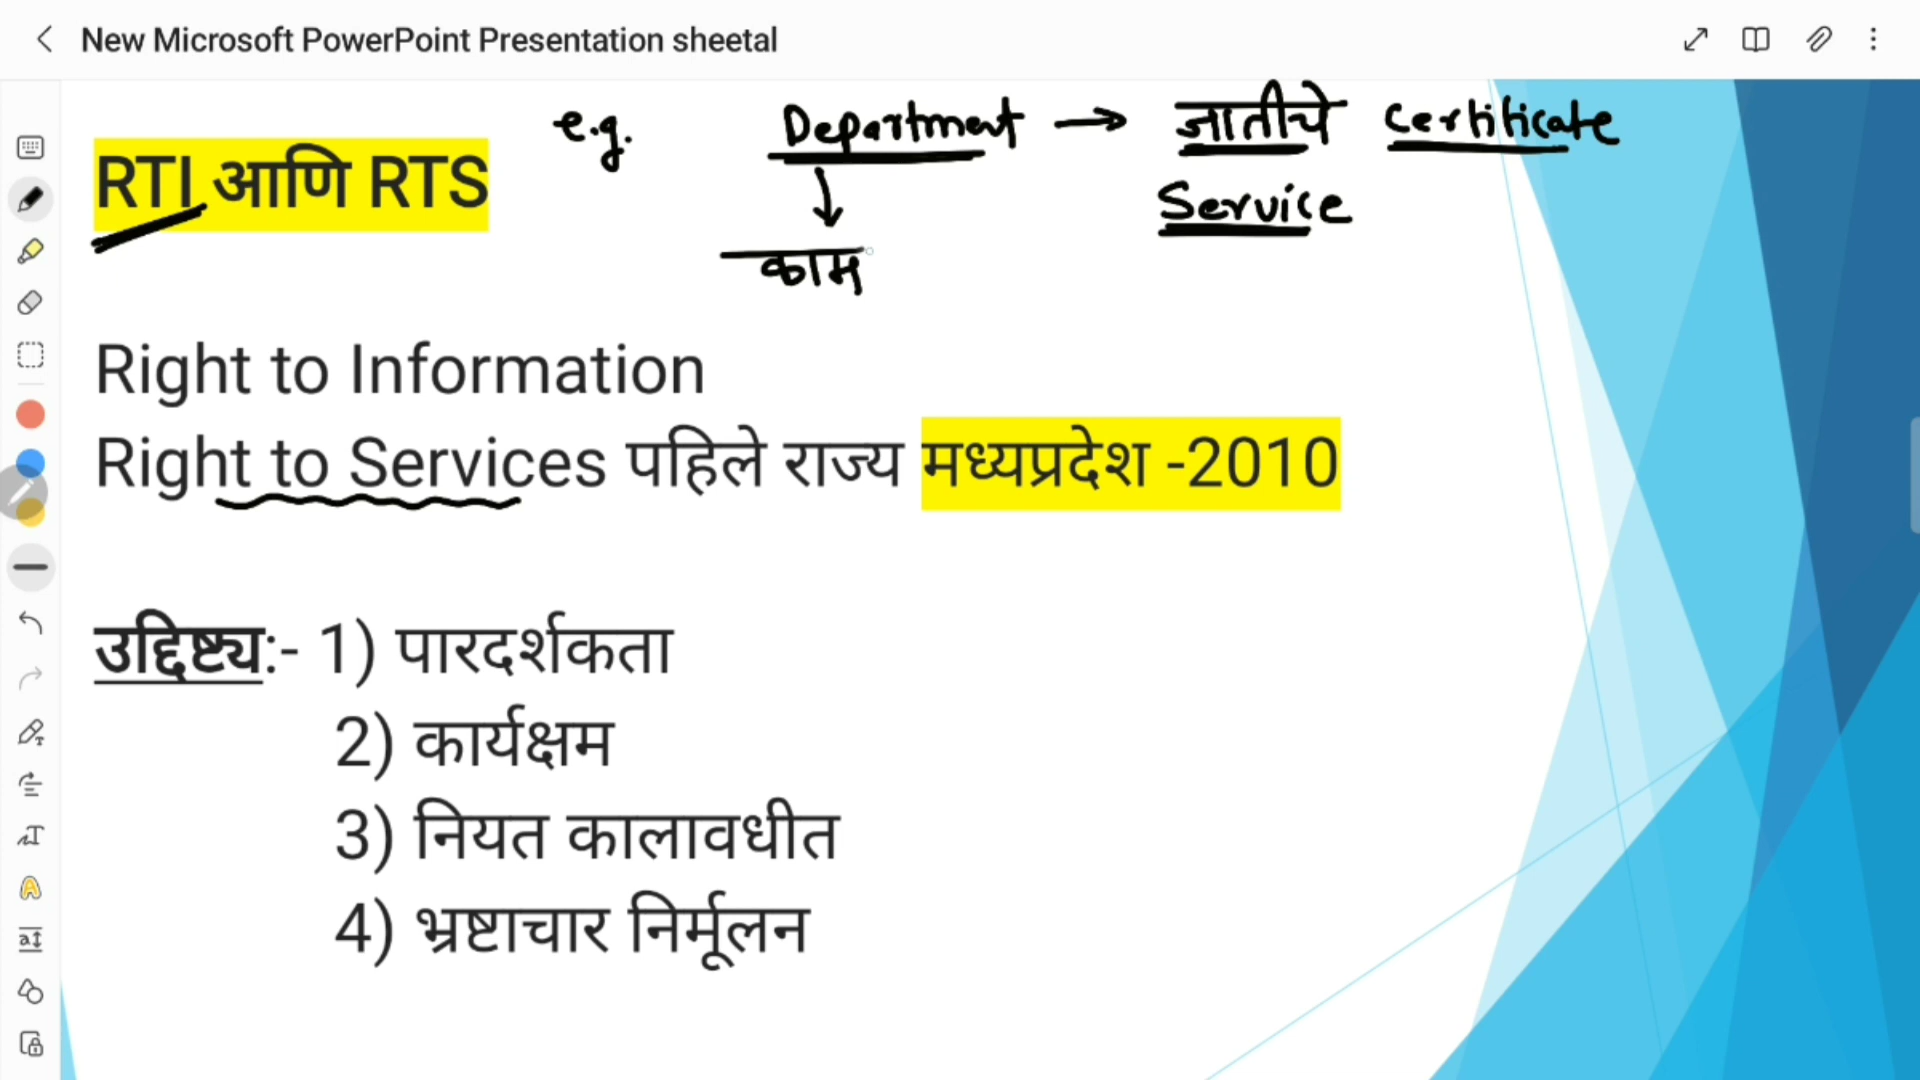 New Microsoft PowerPoint Presentation sheetal
e.g. Department → जातीचे Certificate
RTI आणि RTS
Service
काम
Right to Information
Right to Services पहिले राज्य मध्यप्रदेश -2010
उद्दिष्ट्य:- 1) पारदर्शकता
2) कार्यक्षम
3) नियत कालावधीत
4) भ्रष्टाचार निर्मूलन